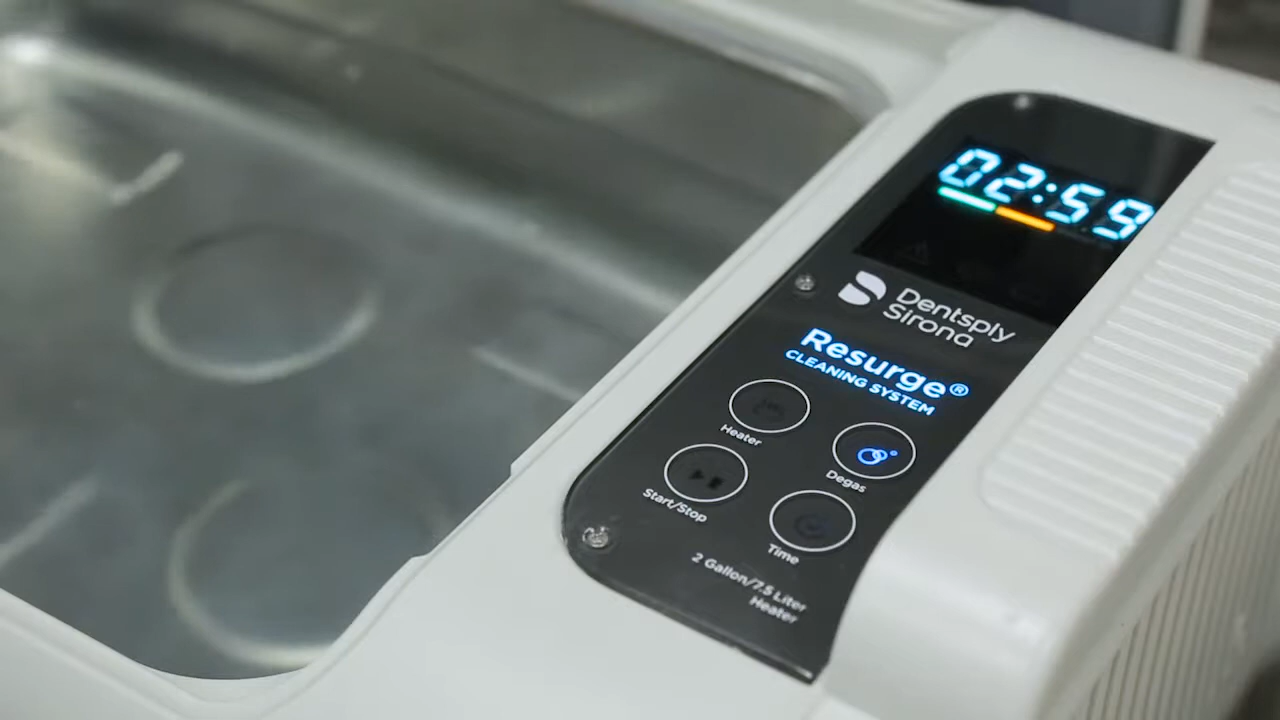 02:59
Dentsply
Sirona
Resurge®
CLEANING SYSTEM
Heater
Degas
Start/Stop
Time
2 Gallon/7.5 Liter
Heater